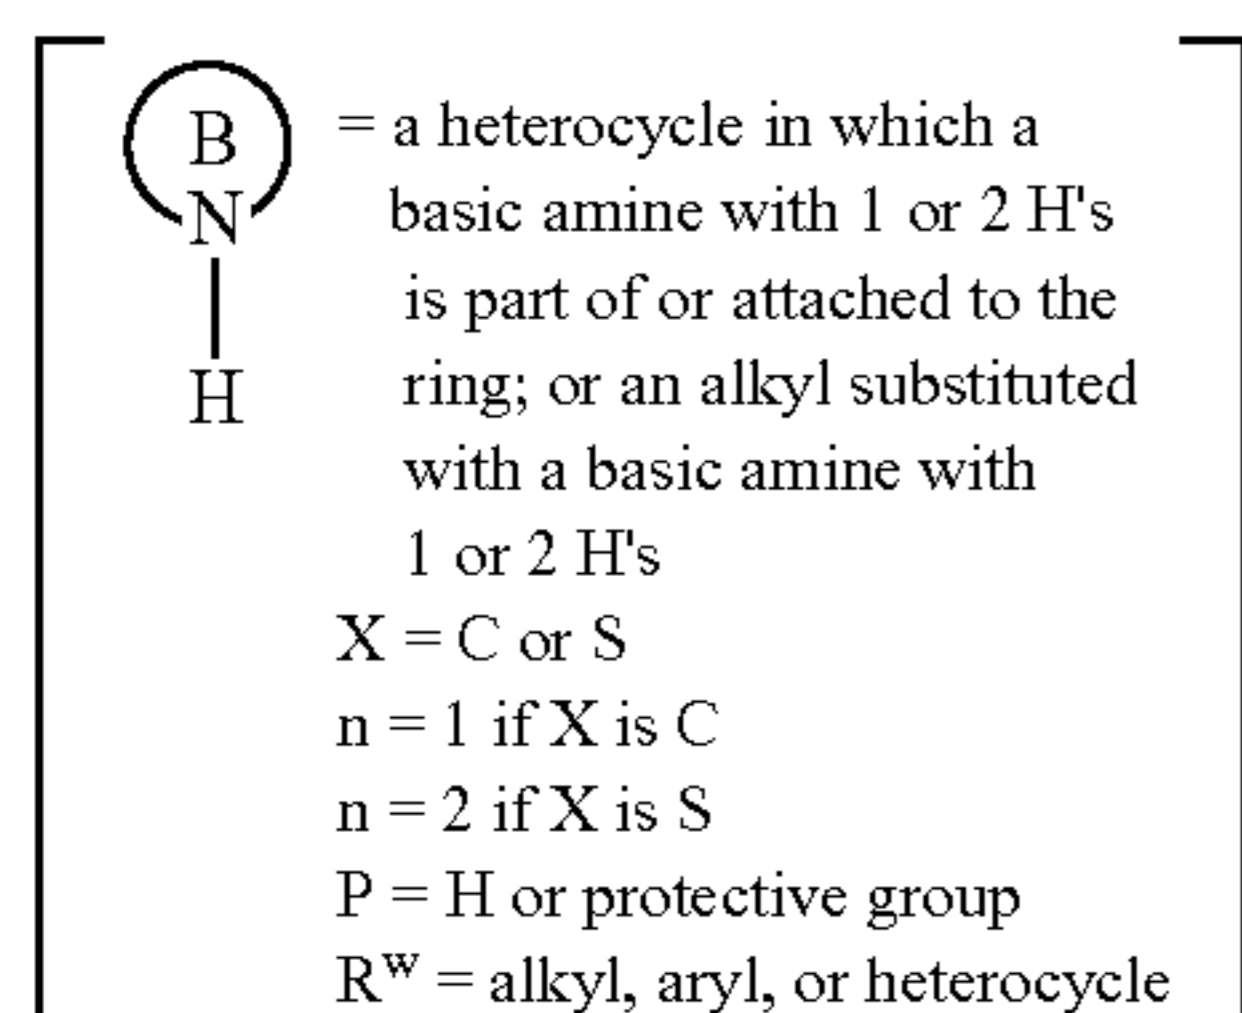 B
N
H
= a heterocycle in which a
basic amine with 1 or 2 H's
is part of or attached to the
ring; or an alkyl substituted
with a basic amine with
1 or 2 H's
X = C or S
n = 1 if X is C
n = 2 if X is S
P = H or protective group
Rʷ = alkyl, aryl, or heterocycle